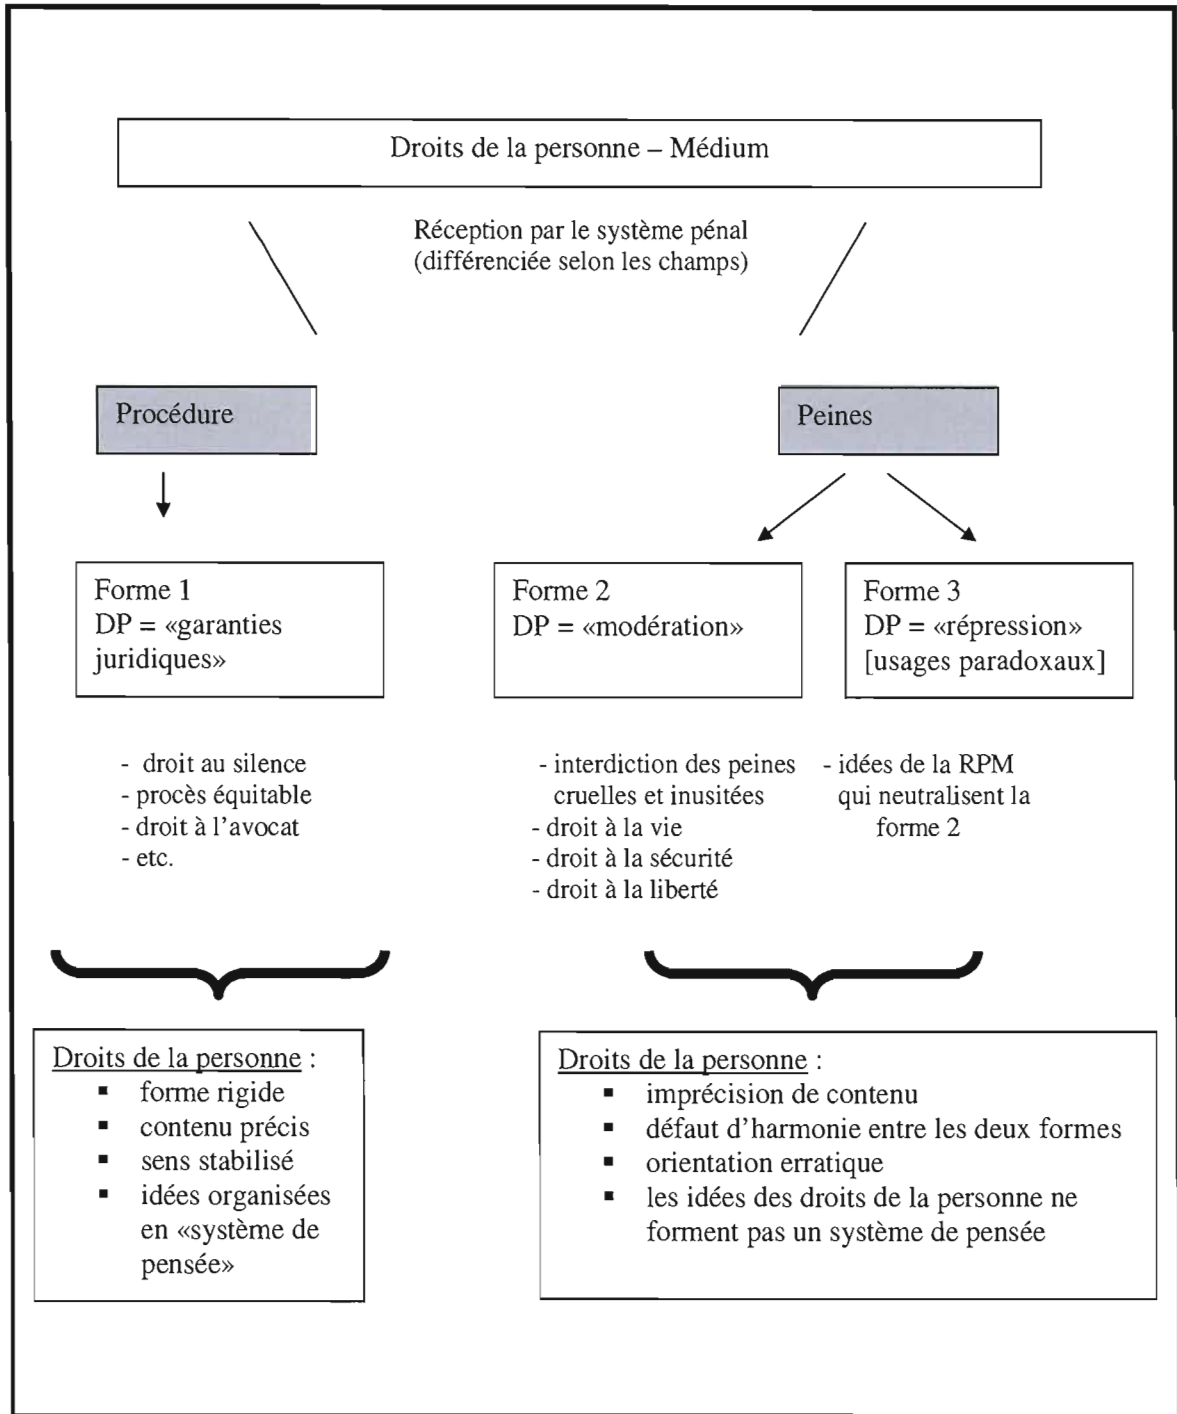 Droits de la personne – Médium
Réception par le système pénal
(différenciée selon les champs)
Procédure
Peines
Forme 1
DP = «garanties
juridiques»
Forme 2
DP = «modération»
Forme 3
DP = «répression»
[usages paradoxaux]
- droit au silence
- procès équitable
- droit à l'avocat
- etc.
- interdiction des peines
cruelles et inusitées
- droit à la vie
- droit à la sécurité
- droit à la liberté
- idées de la RPM
qui neutralisent la
forme 2
Droits de la personne :
▪ forme rigide
▪ contenu précis
▪ sens stabilisé
▪ idées organisées
en «système de
pensée»
Droits de la personne :
▪ imprécision de contenu
▪ défaut d'harmonie entre les deux formes
▪ orientation erratique
▪ les idées des droits de la personne ne
forment pas un système de pensée